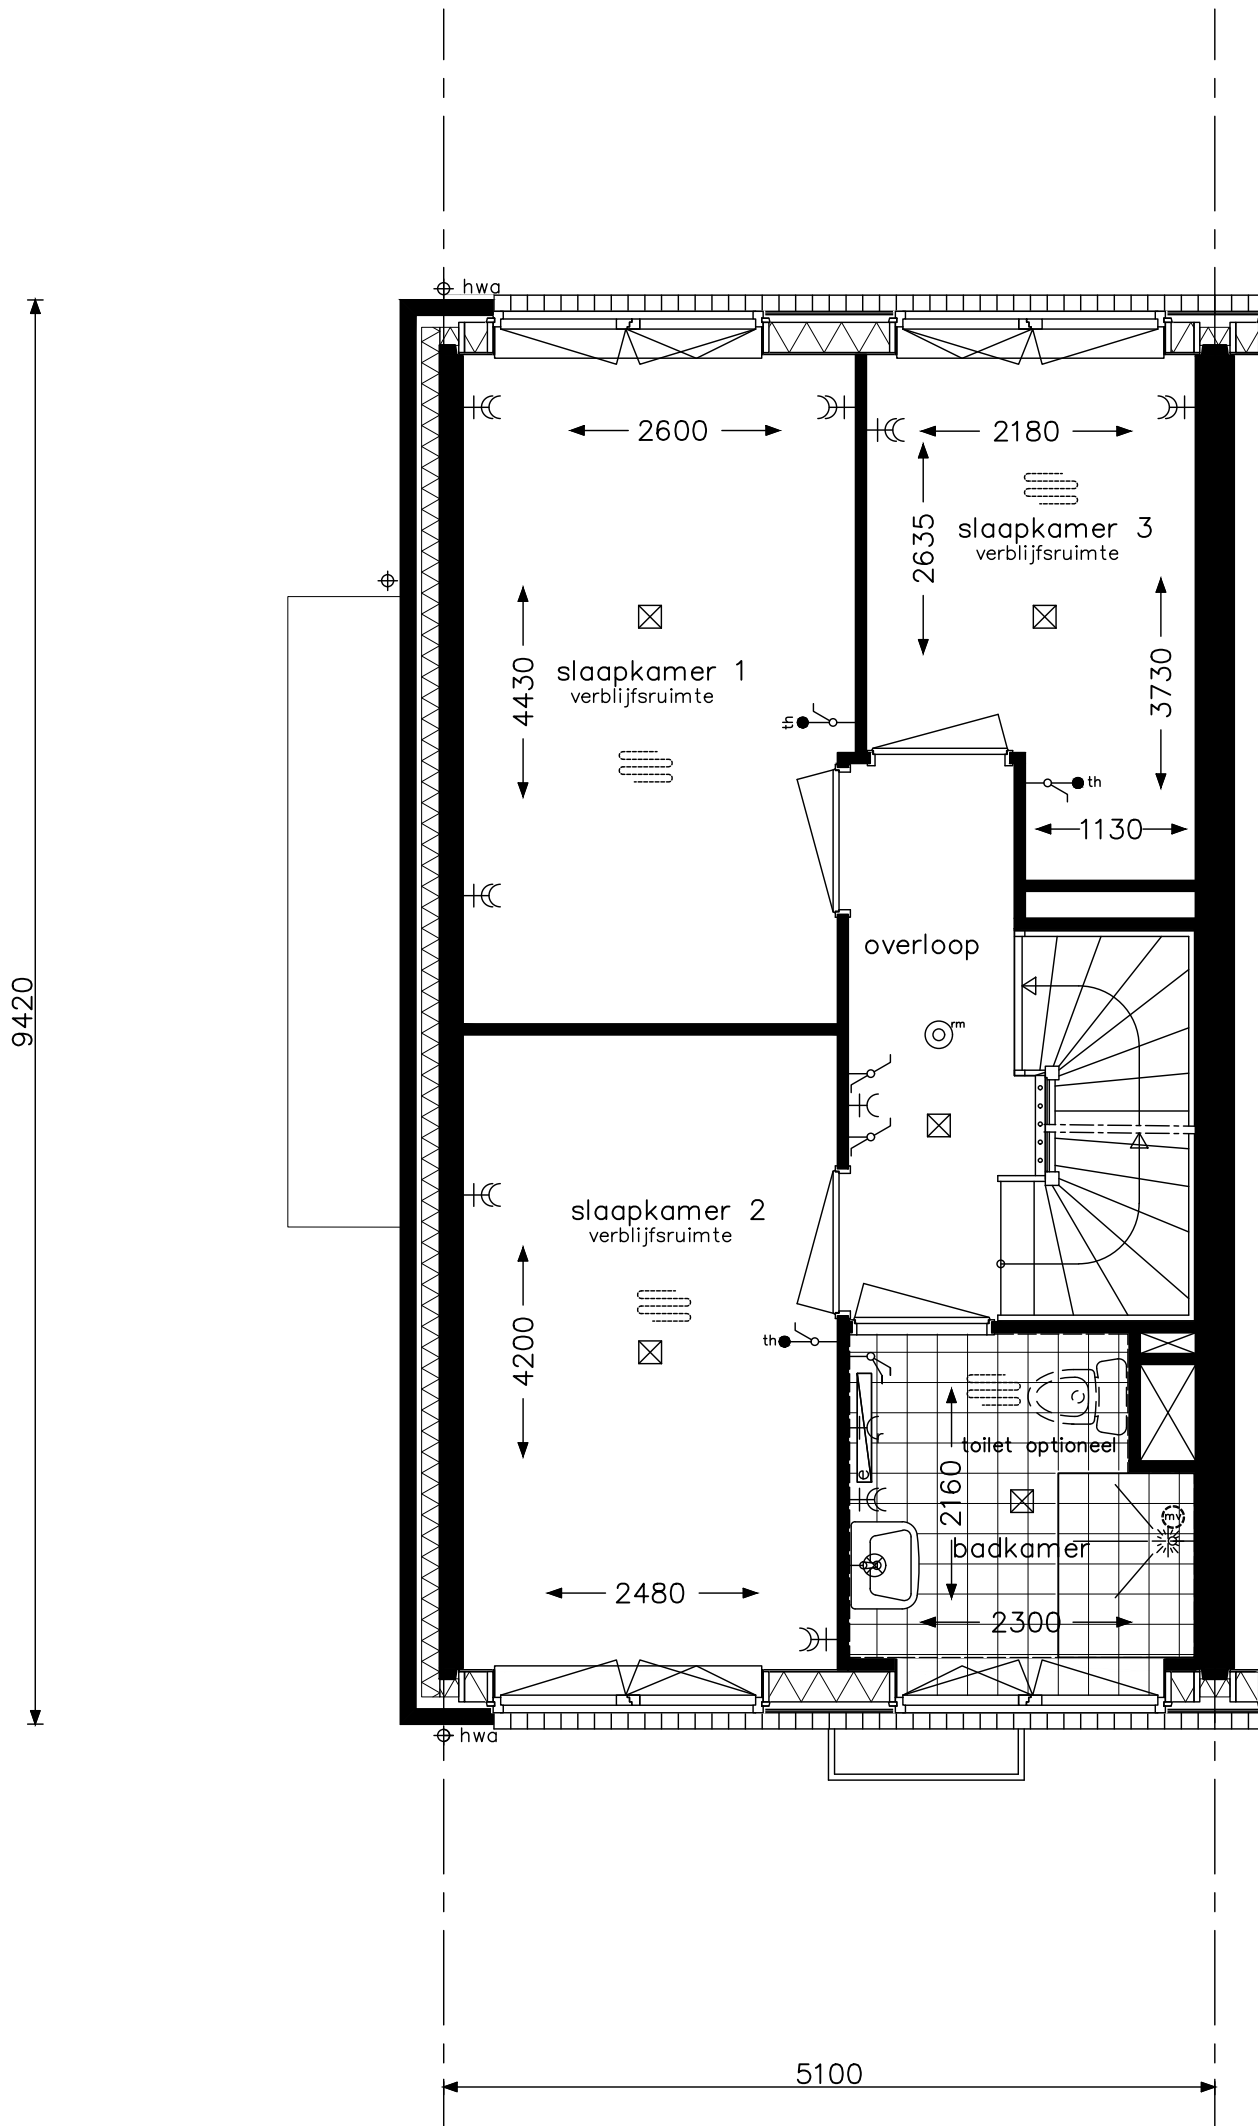 hwa
2600
2180
2635
slaapkamer 3
verblijfsruimte
4430
slaapkamer 1
verblijfsruimte
3730
th
th
1130
overloop
9420
rm
slaapkamer 2
verblijfsruimte
4200
th
toilet optioneel
e
2160
mv
badkamer
2480
2300
hwa
5100